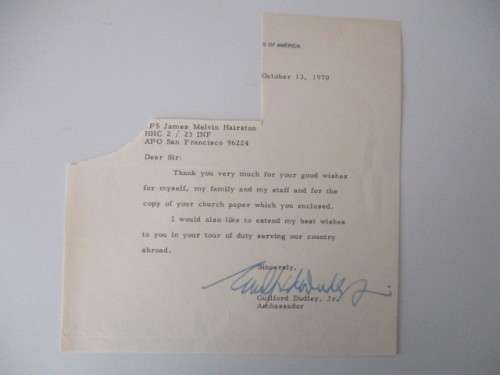 S OF AMERICA
October 13, 1970
P5 James Melvin Hairston
HHC 2 / 23 INF
APO San Francisco 96224
Dear Sir:
Thank you very much for your good wishes
for myself, my family and my staff and for the
copy of your church paper which you enclosed.
I would also like to extend my best wishes
to you in your tour of duty serving our country
abroad.
Sincerely,
Guilford Dudley, Jr.
Ambassador